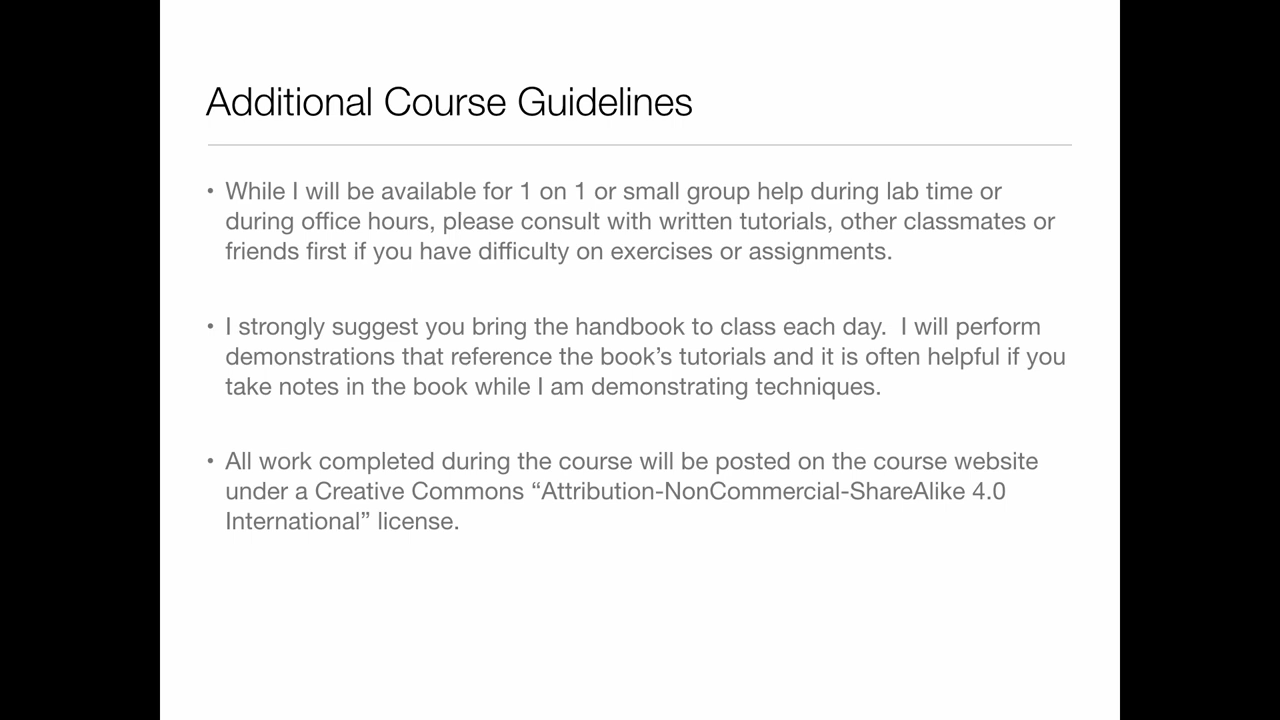 Additional Course Guidelines
• While I will be available for 1 on 1 or small group help during lab time or
during office hours, please consult with written tutorials, other classmates or
friends first if you have difficulty on exercises or assignments.
• I strongly suggest you bring the handbook to class each day.  I will perform
demonstrations that reference the book’s tutorials and it is often helpful if you
take notes in the book while I am demonstrating techniques.
• All work completed during the course will be posted on the course website
under a Creative Commons “Attribution-NonCommercial-ShareAlike 4.0
International” license.